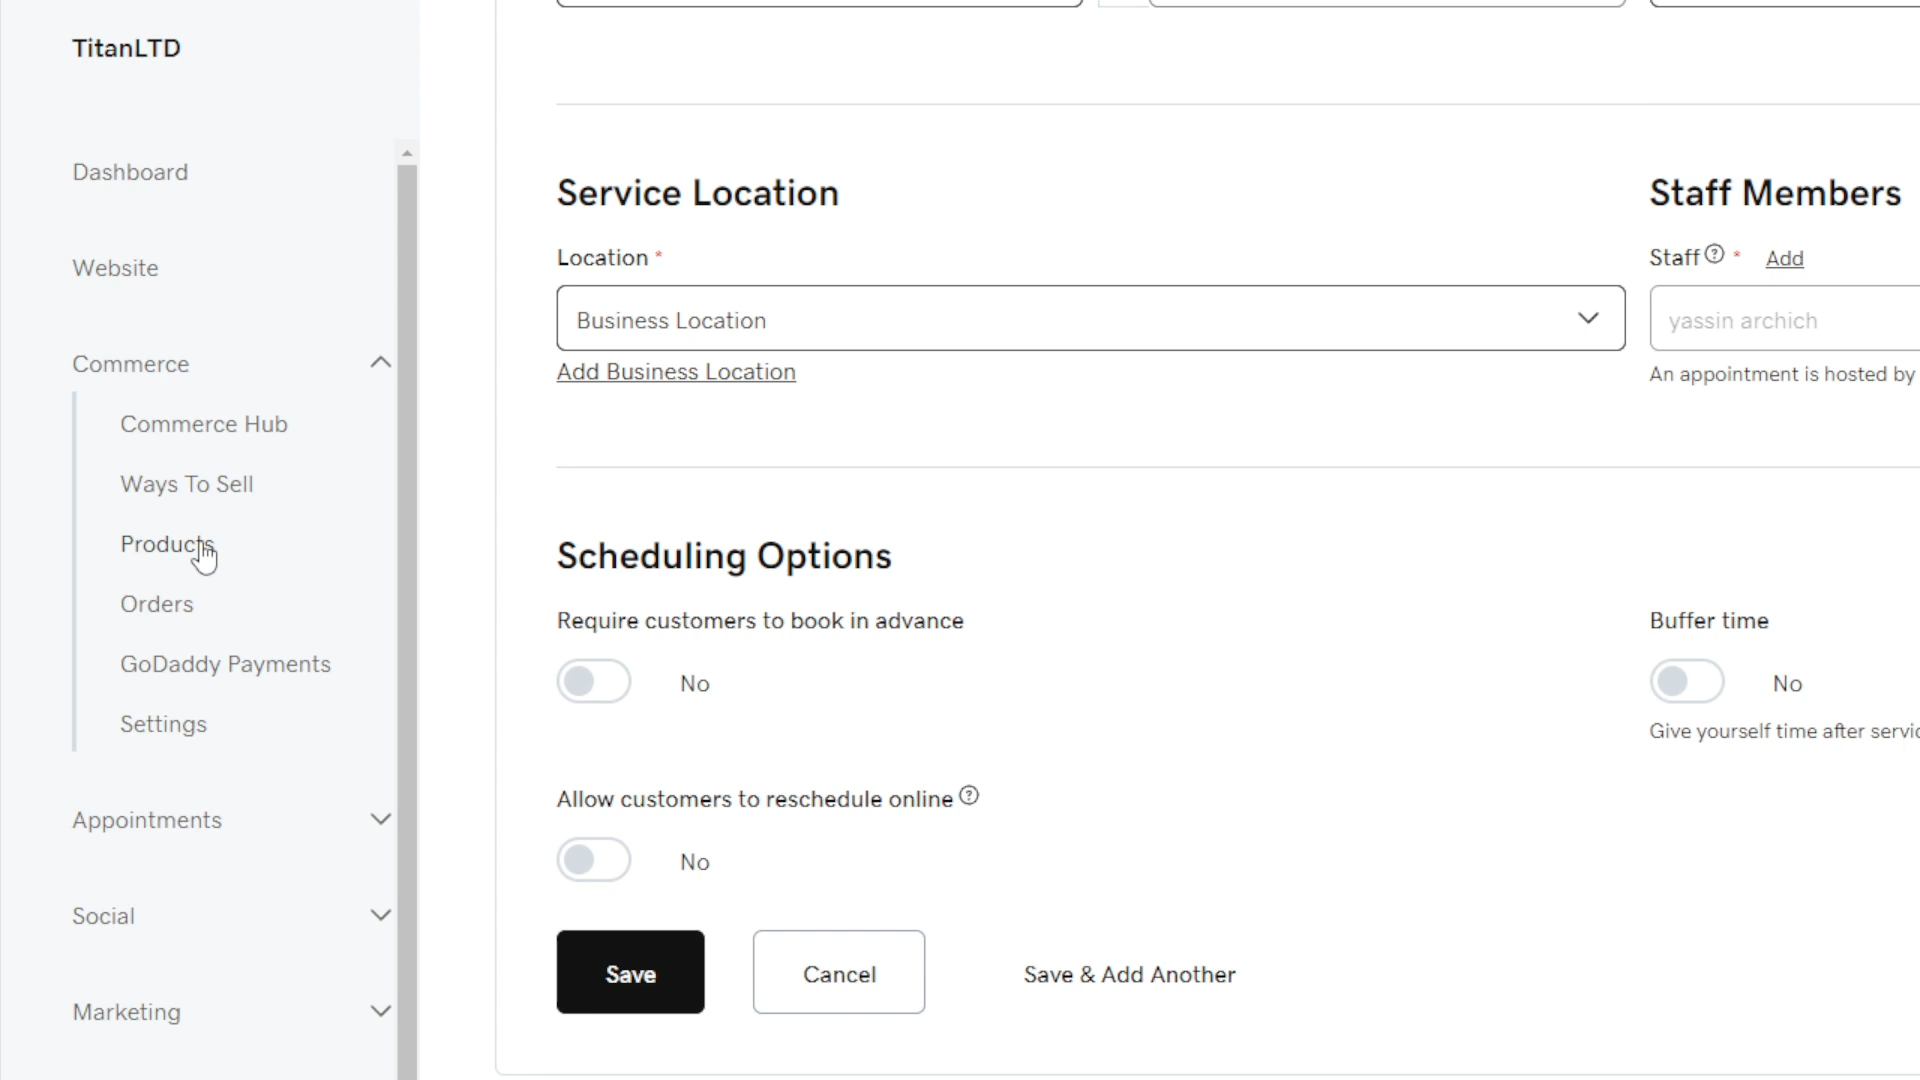 TitanLTD
Dashboard
Website
Commerce
Commerce Hub
Ways To Sell
Products
Orders
GoDaddy Payments
Settings
Appointments
Social
Marketing
Service Location
Location *
Business Location
Add Business Location
Staff Members
Staff ? * Add
yassin archich
An appointment is hosted by
Scheduling Options
Require customers to book in advance
No
Buffer time
No
Give yourself time after
Allow customers to reschedule online ?
No
Save
Cancel
Save & Add Another